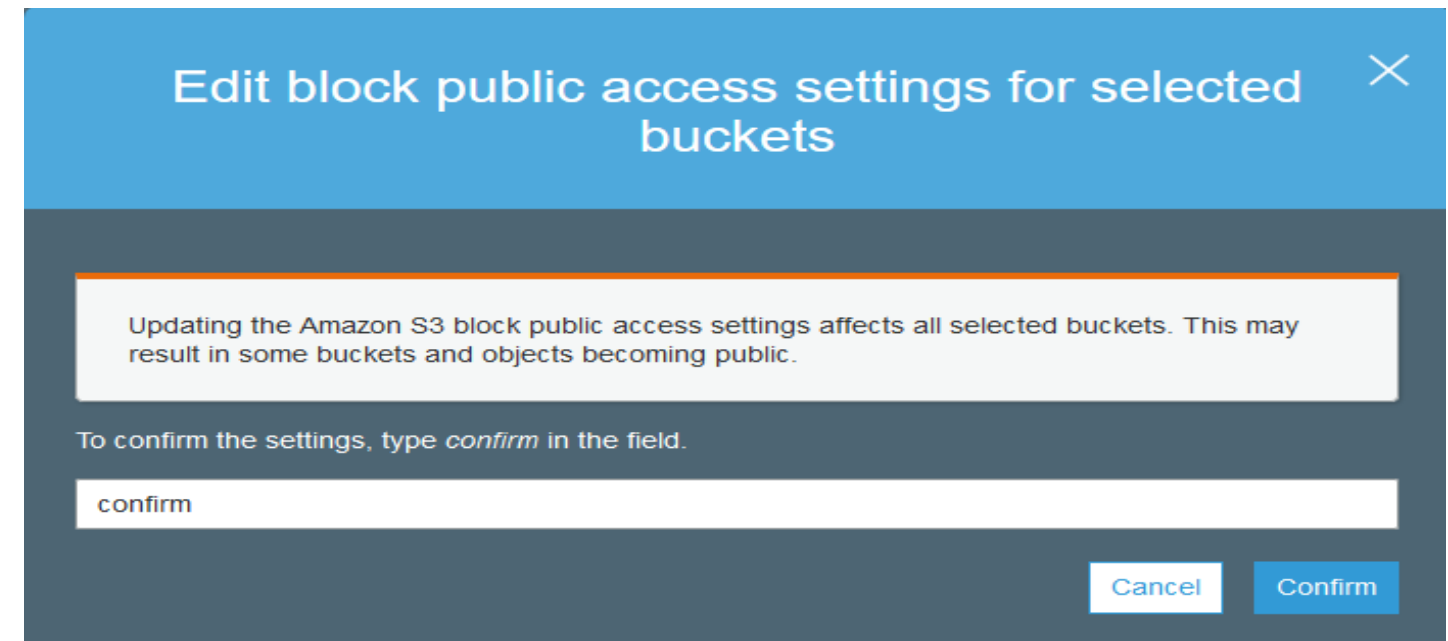 Edit block public access settings for selected
buckets
Updating the Amazon S3 block public access settings affects all selected buckets. This may
result in some buckets and objects becoming public.
To confirm the settings, type confirm in the field.
confirm
Cancel
Confirm